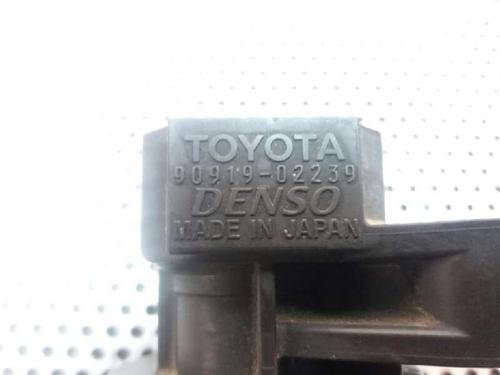 TOYOTA
90919-02239
DENSO
MADE IN JAPAN